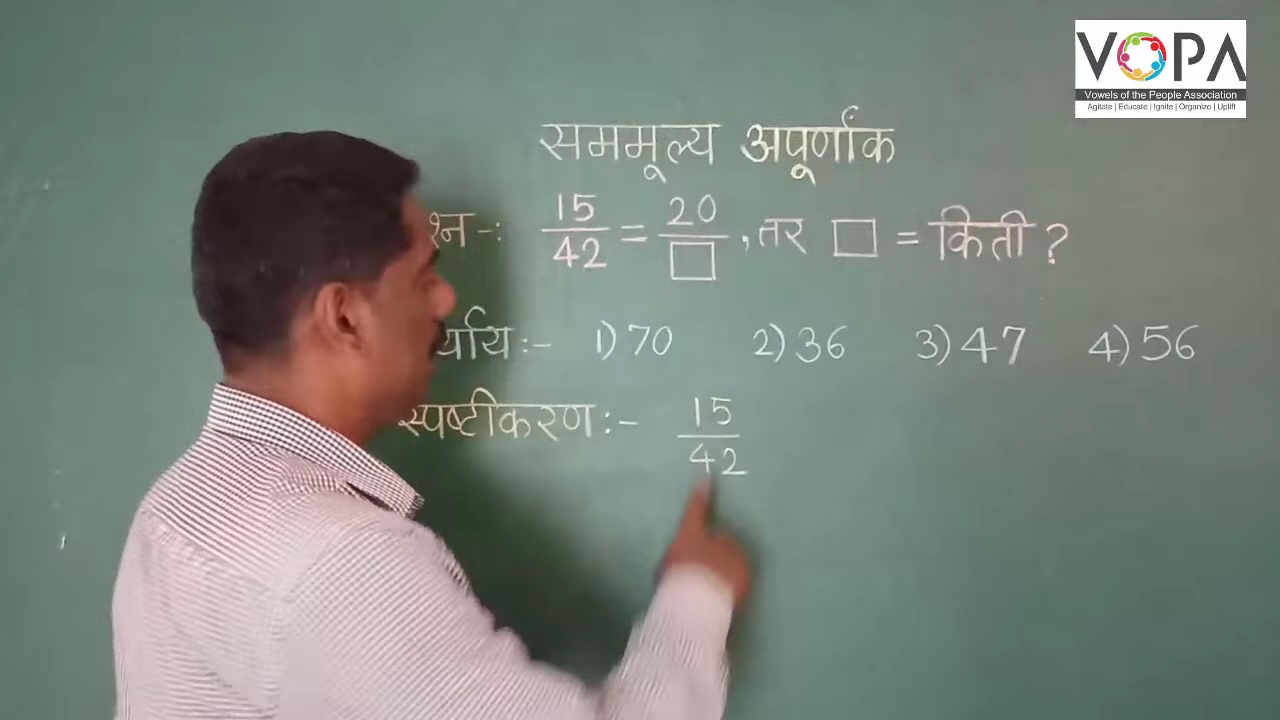 VOPA
Vowels of the People Association
Agitate | Educate | Ignite | Organize | Uplift
सममूल्य अपूर्णांक
15/42 = 20/□ , तर □ = किती ?
1) 70 2) 36 3) 47 4) 56
स्पष्टीकरण :- 15/42